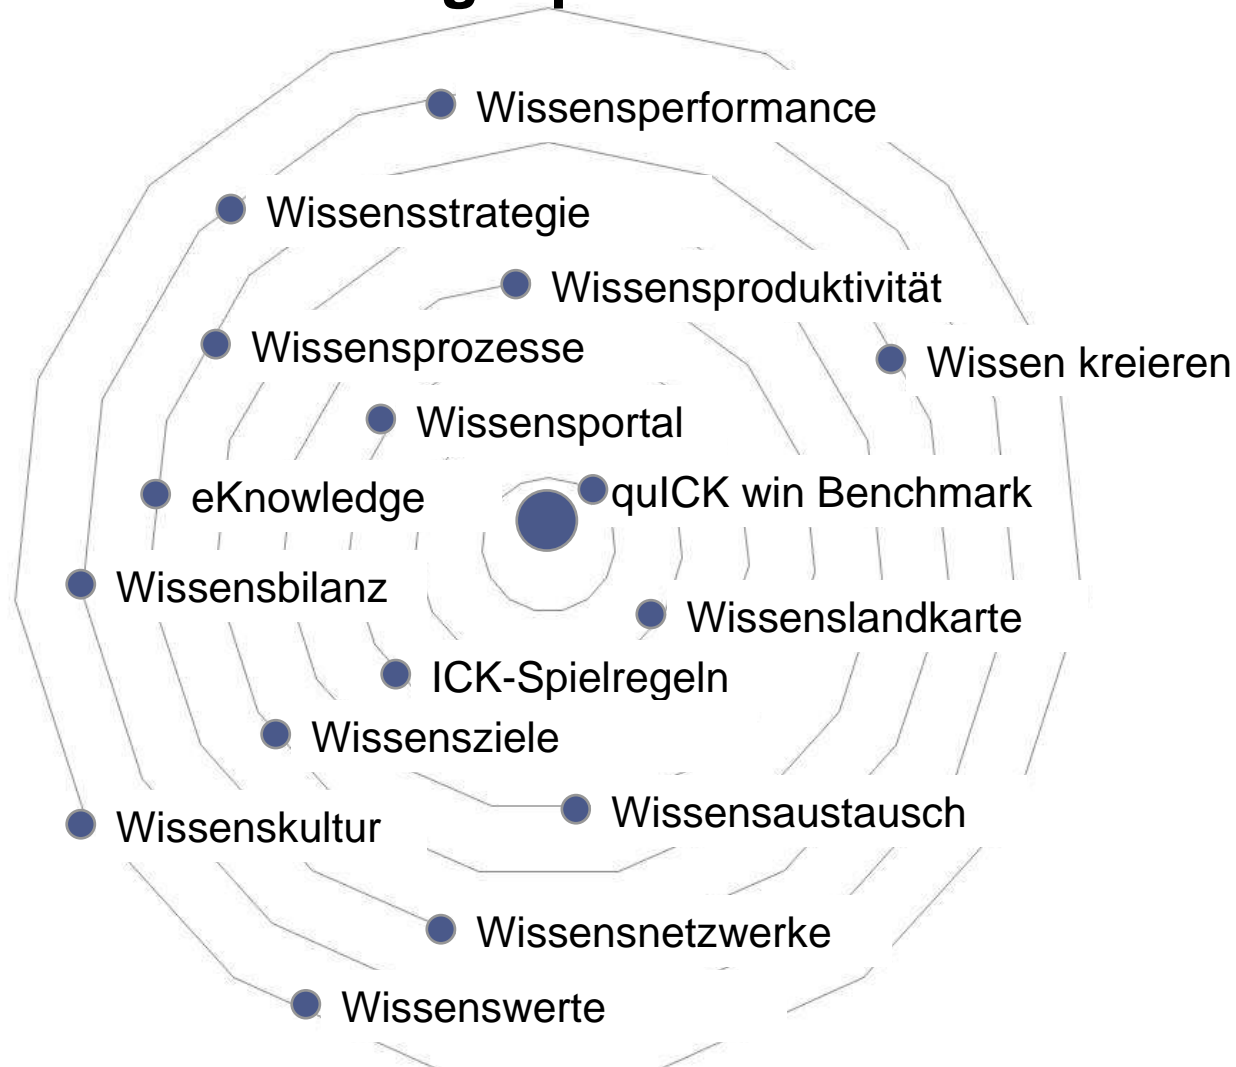 Wissensperformance
Wissensstrategie
Wissensproduktivität
Wissensprozesse
Wissen kreieren
Wissensportal
quICK win Benchmark
eKnowledge
Wissensbilanz
Wissenslandkarte
ICK-Spielregeln
Wissensziele
Wissensaustausch
Wissenskultur
Wissensnetzwerke
Wissenswerte